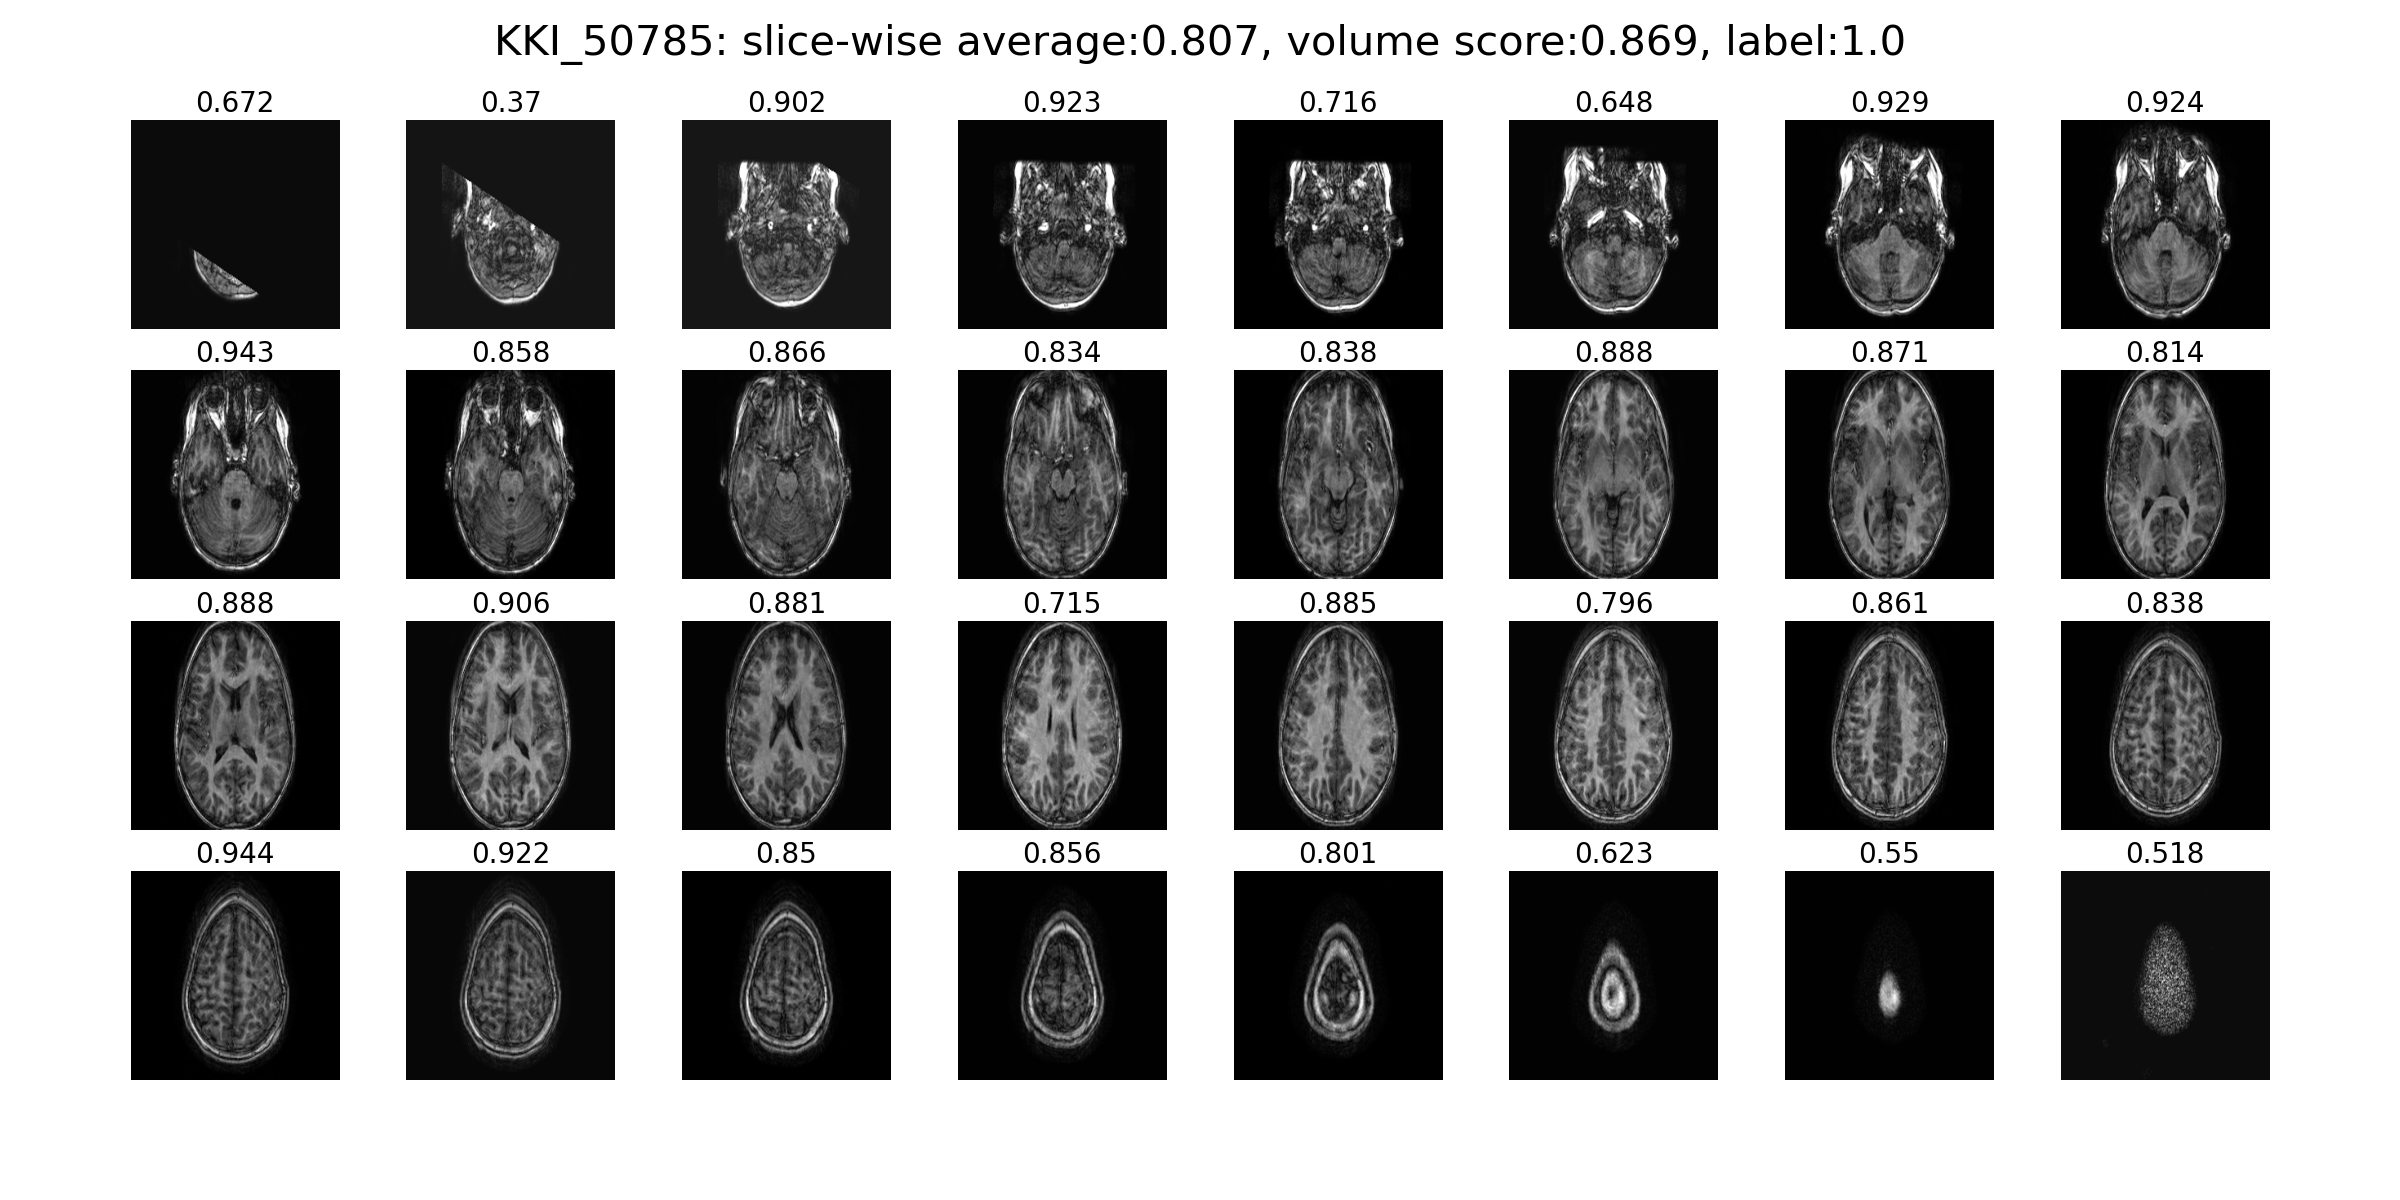 KKI_50785: slice-wise average:0.807, volume score:0.869, label:1.0
0.672 0.37 0.902 0.923 0.716 0.648 0.929 0.924
0.943 0.858 0.866 0.834 0.838 0.888 0.871 0.814
0.888 0.906 0.881 0.715 0.885 0.796 0.861 0.838
0.944 0.922 0.85 0.856 0.801 0.623 0.55 0.518